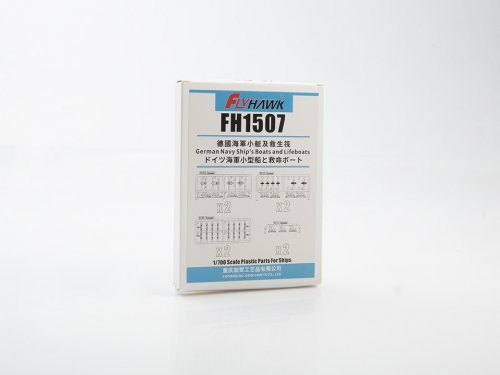 FLYHAWK
FH1507
德國海軍小艇及救生筏
German Navy Ship's Boats and Lifeboats
ドイツ海軍小型船と救命ボート
x2 x2
x2 x2
1/700 Scale Plastic Parts For Ships